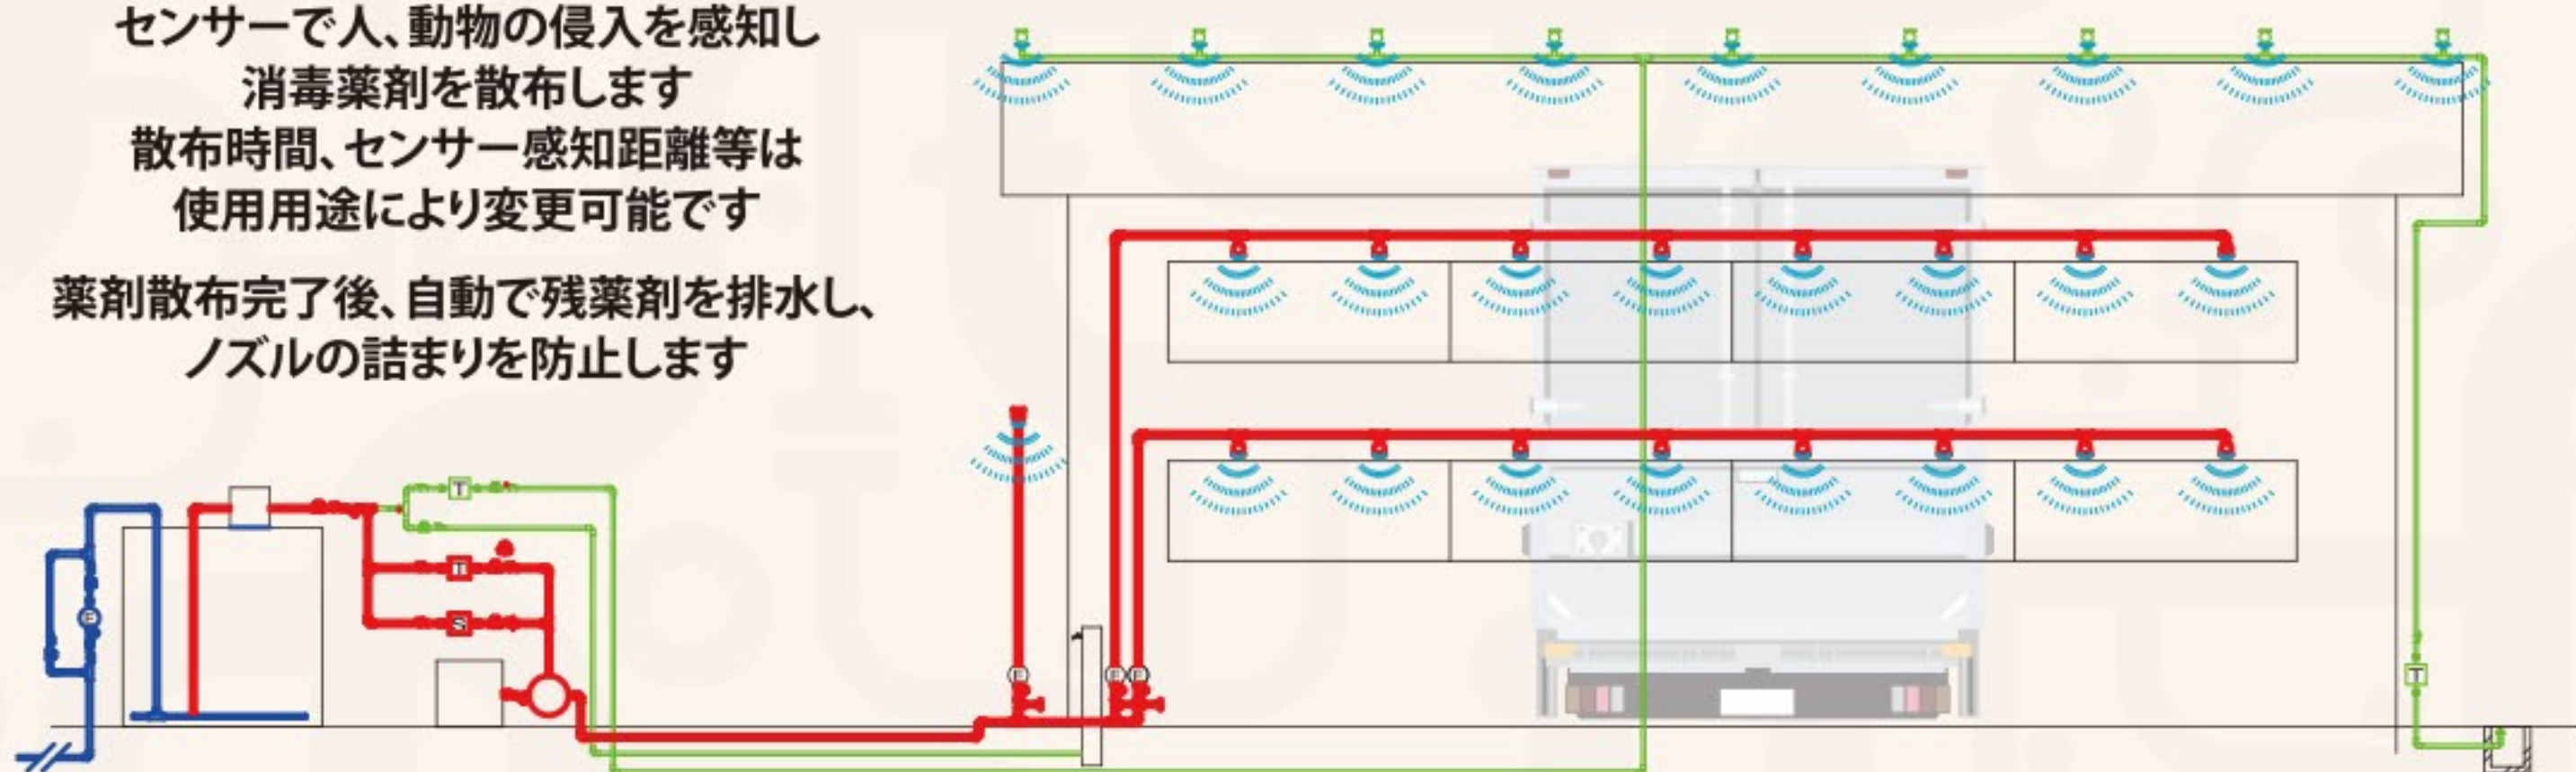 センサーで人、動物の侵入を感知し
消毒薬剤を散布します
散布時間、センサー感知距離等は
使用用途により変更可能です
薬剤散布完了後、自動で残薬剤を排水し、
ノズルの詰まりを防止します
T
T
S
T